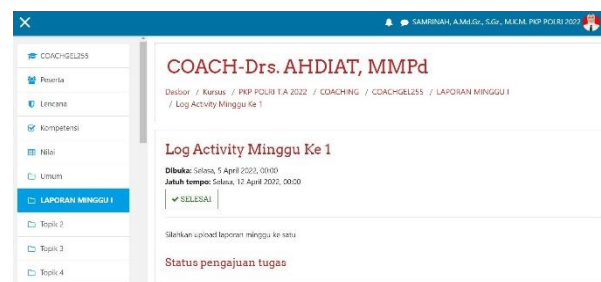 SAMRINAH, A.Md.Gz., S.Gz., M.K.M. PKP POLRI 2022
COACHGEL255
Peserta
Lencana
Kompetensi
Nilai
Umum
LAPORAN MINGGU I
Topik 2
Topik 3
Topik 4
COACH-Drs. AHDIAT, MMPd
Dasbor / Kursus / PKP POLRI T.A 2022 / COACHING / COACHGEL255 / LAPORAN MINGGU I
/ Log Activity Minggu Ke 1
Log Activity Minggu Ke 1
Dibuka: Selasa, 5 April 2022, 00:00
Jatuh tempo: Selasa, 12 April 2022, 00:00
✔ SELESAI
Silahkan upload laporan minggu ke satu
Status pengajuan tugas